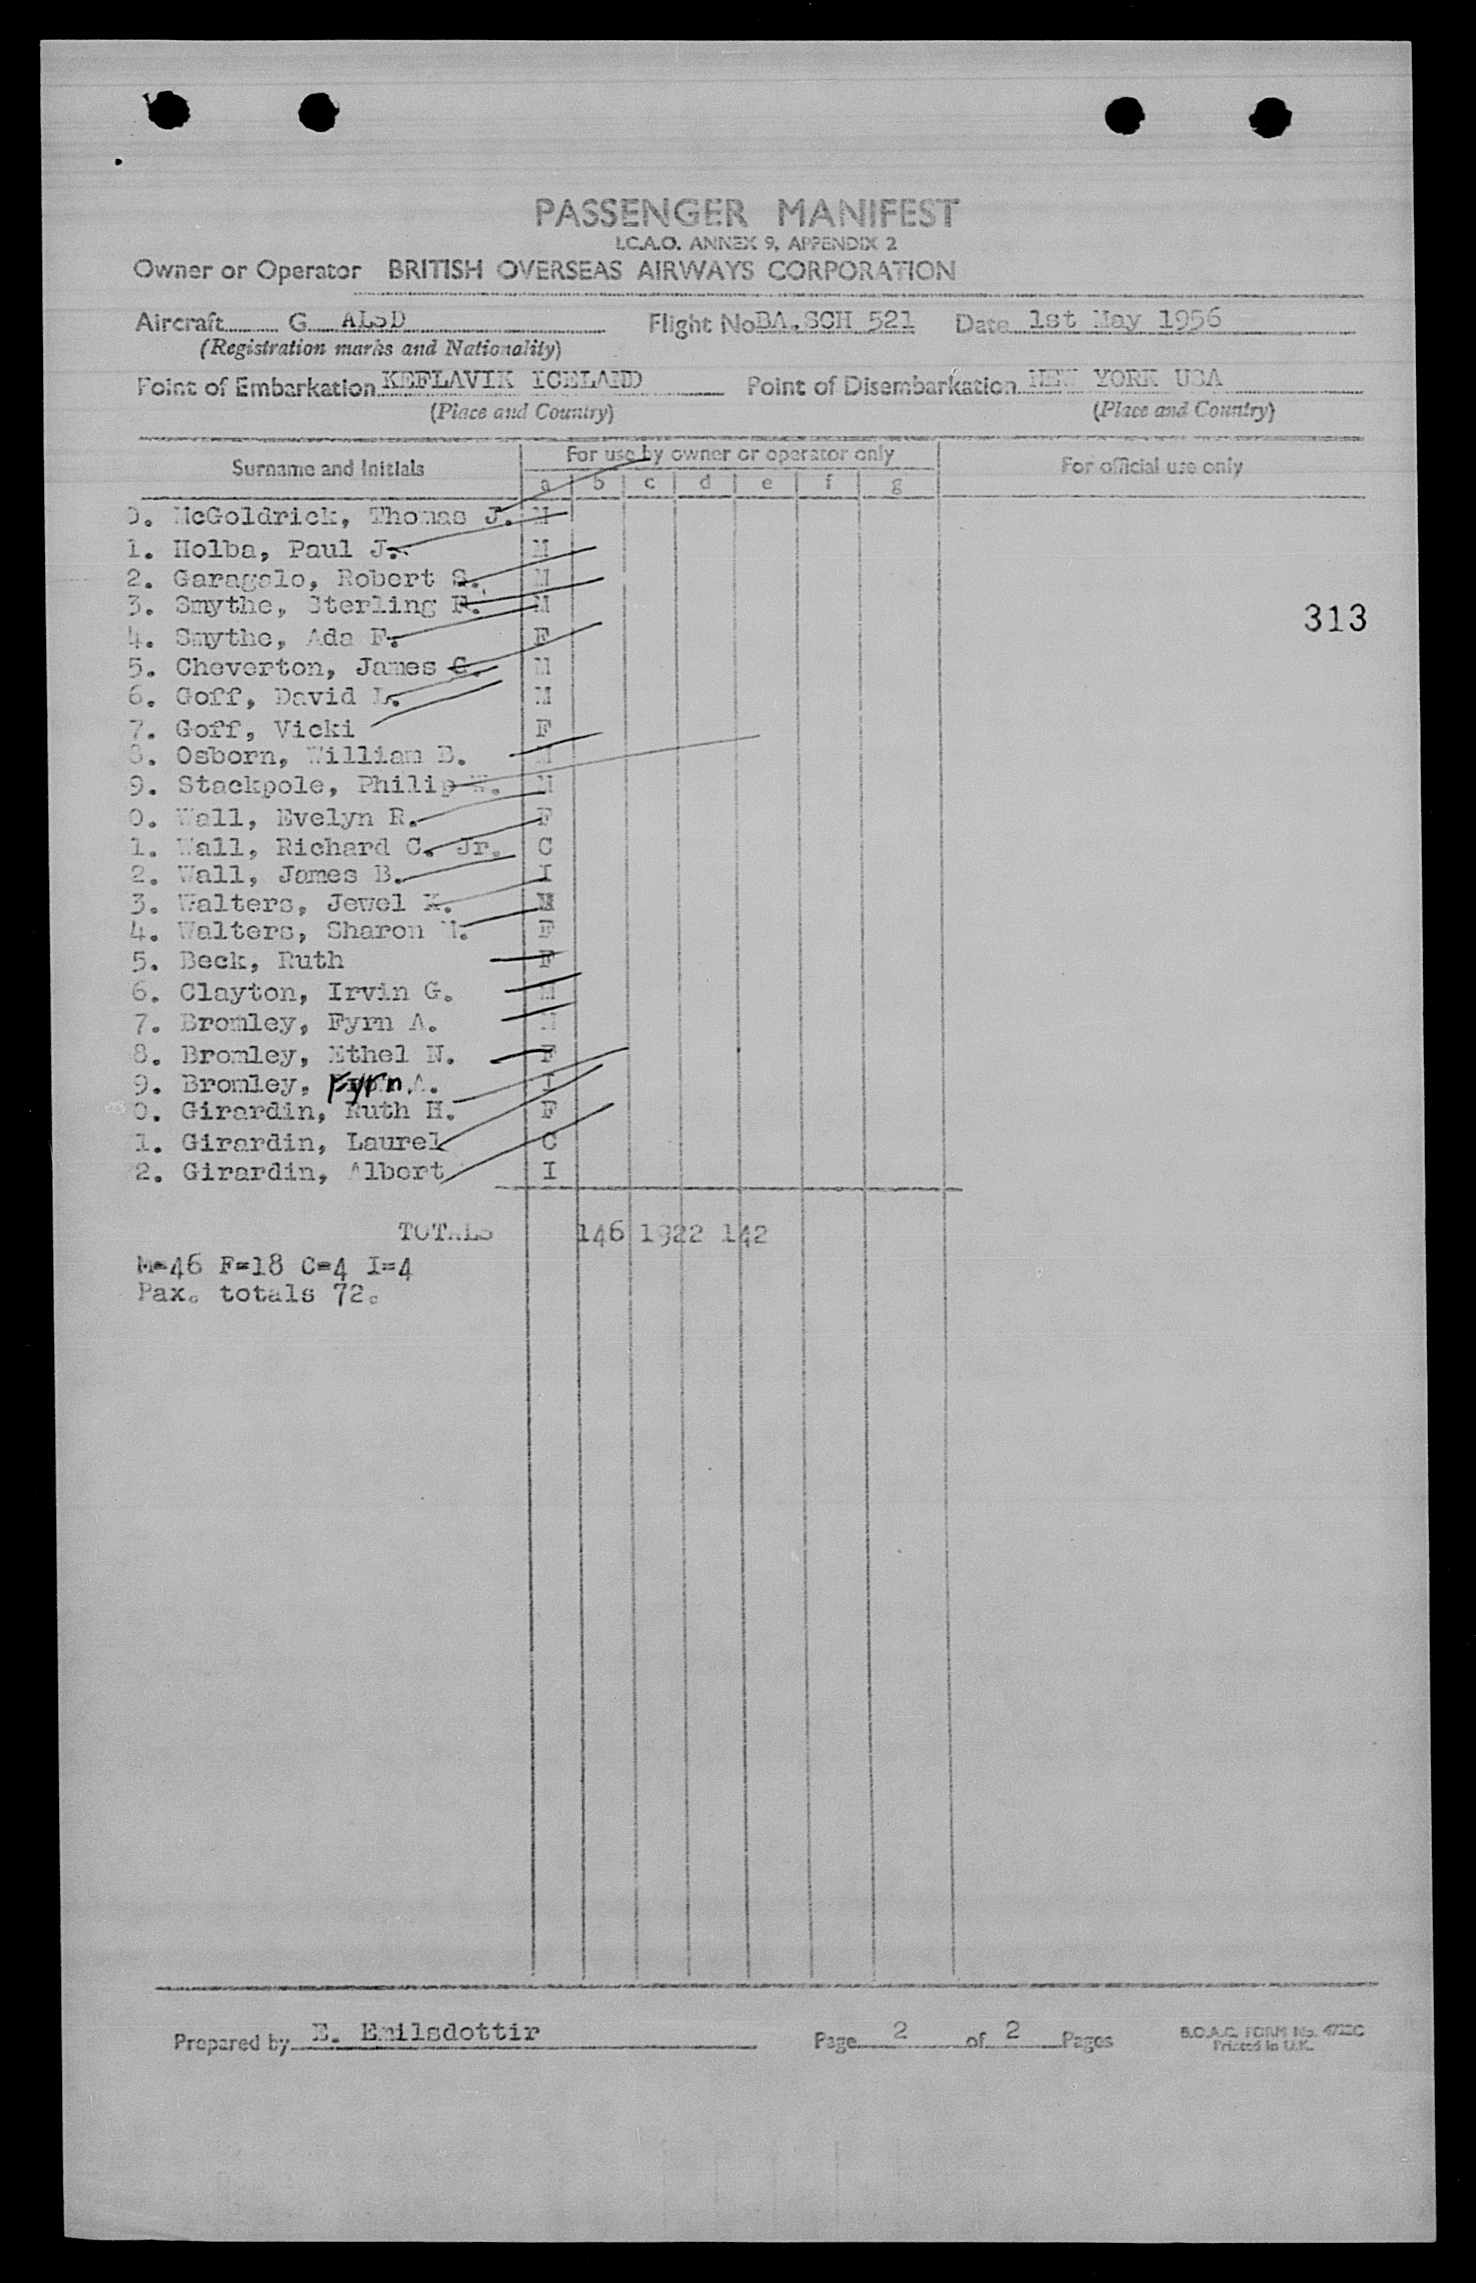 PASSENGER MANIFEST
I.C.A.O. ANNEX 9, APPENDIX 2
Owner or Operator BRITISH OVERSEAS AIRWAYS CORPORATION
Aircraft G ALSD Flight No BA.SCH 521 Date 1st May 1956
(Registration marks and Nationality)
Point of Embarkation KEFLAVIK ICELAND Point of Disembarkation NEW YORK USA
(Place and Country) (Place and Country)
Surname and Initials For use by owner or operator only For official use only
a b c d e f g
0. McGoldrick, Thomas J. M
1. Holba, Paul J. M
2. Garagalo, Robert S. M
3. Smythe, Sterling R. M
313
4. Smythe, Ada F. F
5. Cheverton, James G. M
6. Goff, David L. M
7. Goff, Vicki F
8. Osborn, William B. M
9. Stackpole, Philip W. M
0. Wall, Evelyn R. F
1. Wall, Richard C. Jr. C
2. Wall, James B. I
3. Walters, Jewel K. M
4. Walters, Sharon M. F
5. Beck, Ruth F
6. Clayton, Irvin G. M
7. Bromley, Fyrn A. M
8. Bromley, Ethel N. F
9. Bromley, Fyrn A. I
0. Girardin, Ruth H. F
1. Girardin, Laurel C
2. Girardin, Albert I
TOTALS 146 1922 142
M=46 F=18 C=4 I=4
Pax. totals 72.
Prepared by E. Emilsdottir Page 2 of 2 Pages B.O.A.C. FORM No.
Printed in U.K.